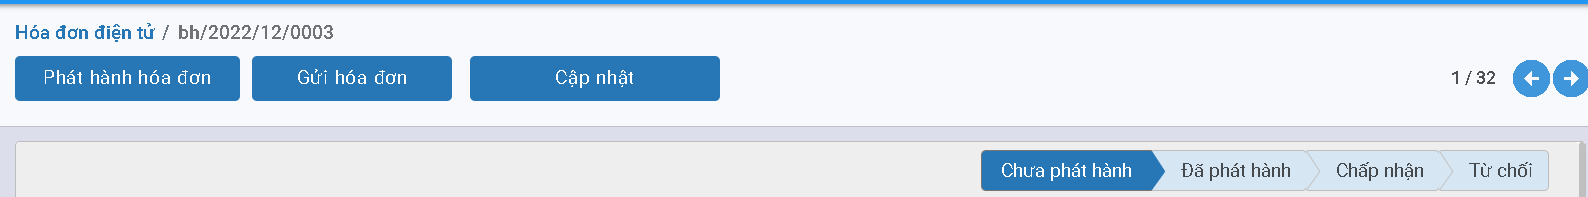 Hóa đơn điện tử / bh/2022/12/0003
Phát hành hóa đơn Gửi hóa đơn Cập nhật 1 / 32
Chưa phát hành Đã phát hành Chấp nhận Từ chối